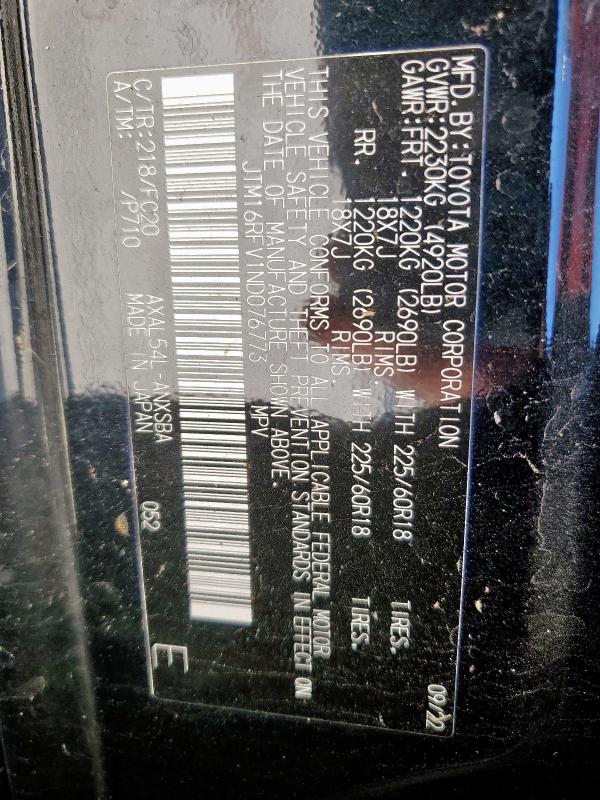 MFD.BY:TOYOTA MOTOR CORPORATION 09/22
GVWR:2230KG (4920LB)
GAWR:FRT. 1220KG (2690LB) WITH 225/60R18 TIRES.
18X7J RIMS.
RR. 1220KG (2690LB) WITH 225/60R18 TIRES.
18X7J RIMS.
THIS VEHICLE CONFORMS TO ALL APPLICABLE FEDERAL MOTOR
VEHICLE SAFETY AND THEFT PREVENTION STANDARDS IN EFFECT ON
THE DATE OF MANUFACTURE SHOWN ABOVE.
JTM16RFV1ND076773 MPV
C/TR:218/FC20 AXAL54L-ANXSBA 052 E
A/TM: /P710 MADE IN JAPAN